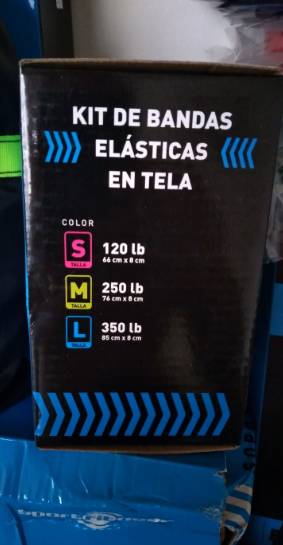 KIT DE BANDAS
ELÁSTICAS
EN TELA
COLOR
S
TALLA
120 lb
66 cm x 8 cm
M
TALLA
250 lb
76 cm x 8 cm
L
TALLA
350 lb
85 cm x 8 cm